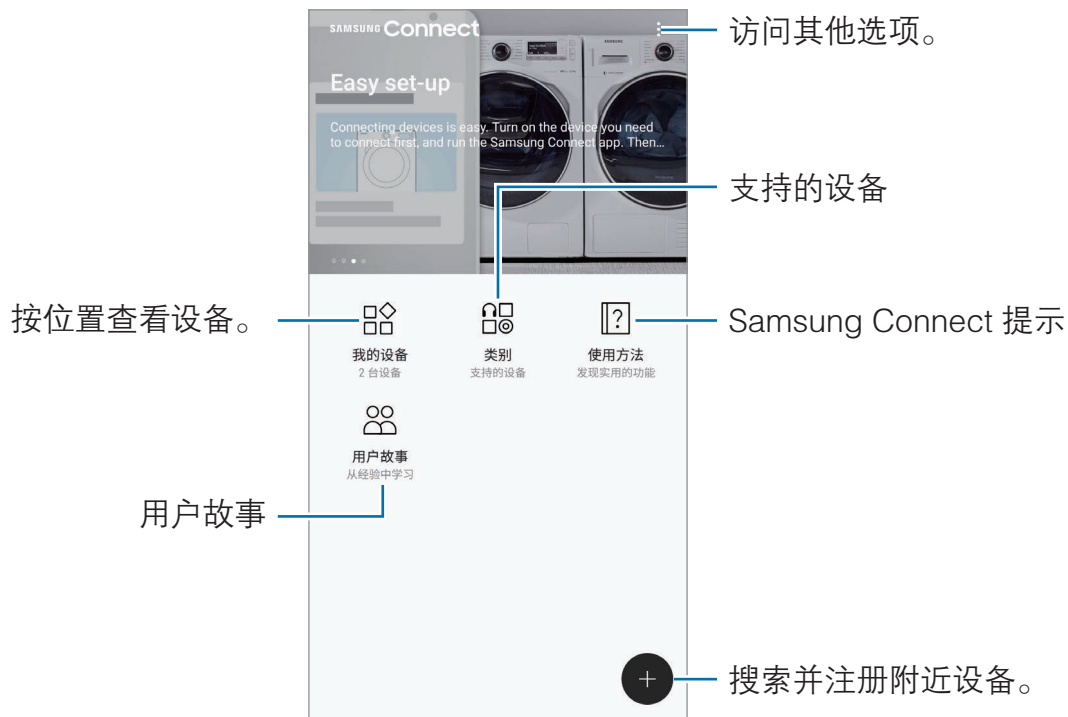 SAMSUNG Connect
访问其他选项。
Easy set-up
Connecting devices is easy. Turn on the device you need
to connect first, and run the Samsung Connect app. Then...
支持的设备
按位置查看设备。
Samsung Connect 提示
我的设备
2 台设备
类别
支持的设备
使用方法
发现实用的功能
用户故事
从经验中学习
用户故事
搜索并注册附近设备。